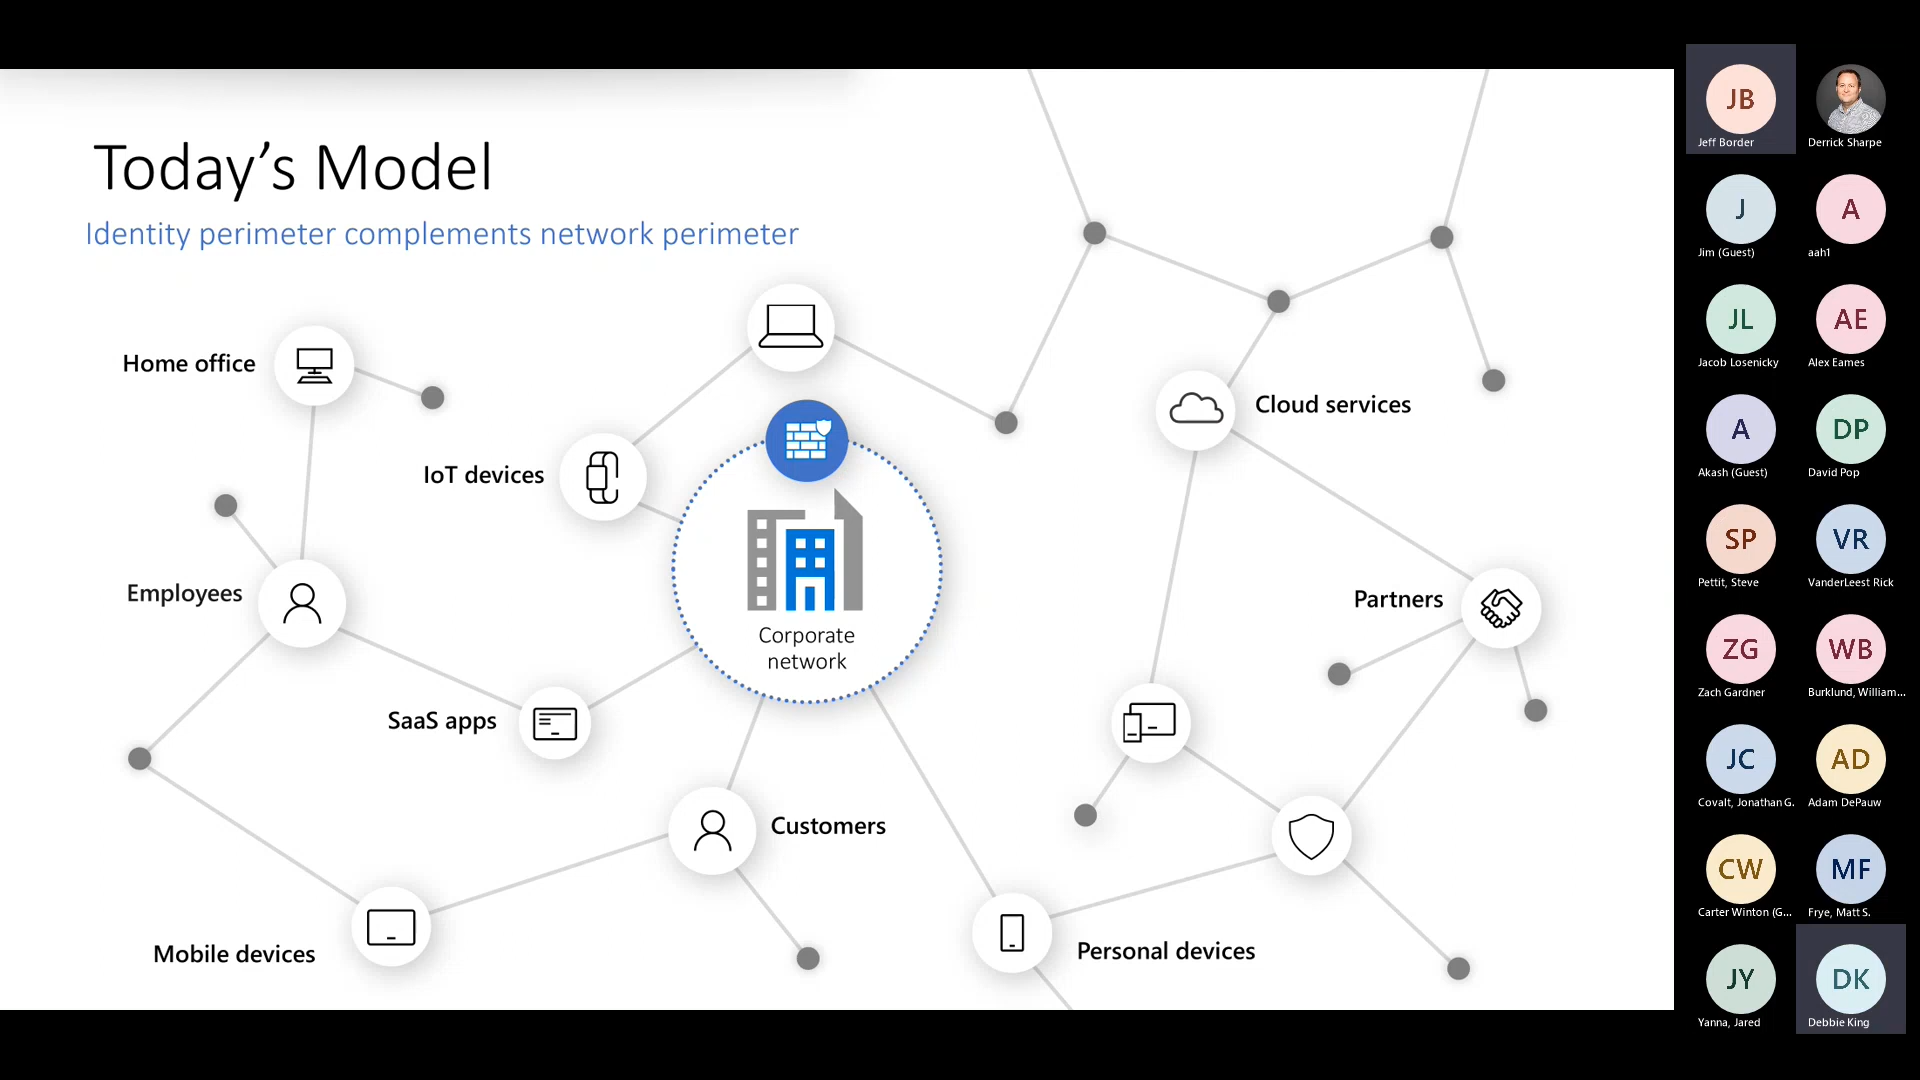 Today’s Model
Identity perimeter complements network perimeter
Home office
IoT devices
Cloud services
Employees
Corporate
network
Partners
SaaS apps
Customers
Mobile devices
Personal devices
JB
Jeff Border
Derrick Sharpe
J
Jim (Guest)
A
aah1
JL
Jacob Losenicky
AE
Alex Eames
A
Akash (Guest)
DP
David Pop
SP
Pettit, Steve
VR
VanderLeest Rick
ZG
Zach Gardner
WB
Burklund, William...
JC
Covalt, Jonathan G.
AD
Adam DePauw
CW
Carter Winton (G...
MF
Frye, Matt S.
JY
Yanna, Jared
DK
Debbie King